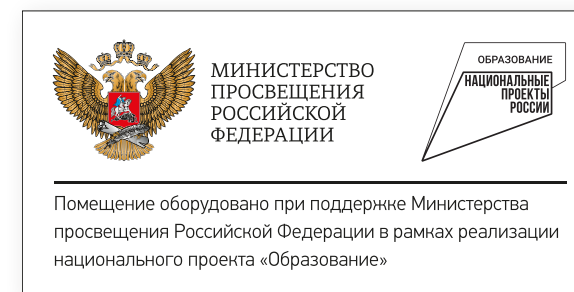 МИНИСТЕРСТВО
ПРОСВЕЩЕНИЯ
РОССИЙСКОЙ
ФЕДЕРАЦИИ
ОБРАЗОВАНИЕ
НАЦИОНАЛЬНЫЕ
ПРОЕКТЫ
РОССИИ
Помещение оборудовано при поддержке Министерства
просвещения Российской Федерации в рамках реализации
национального проекта «Образование»